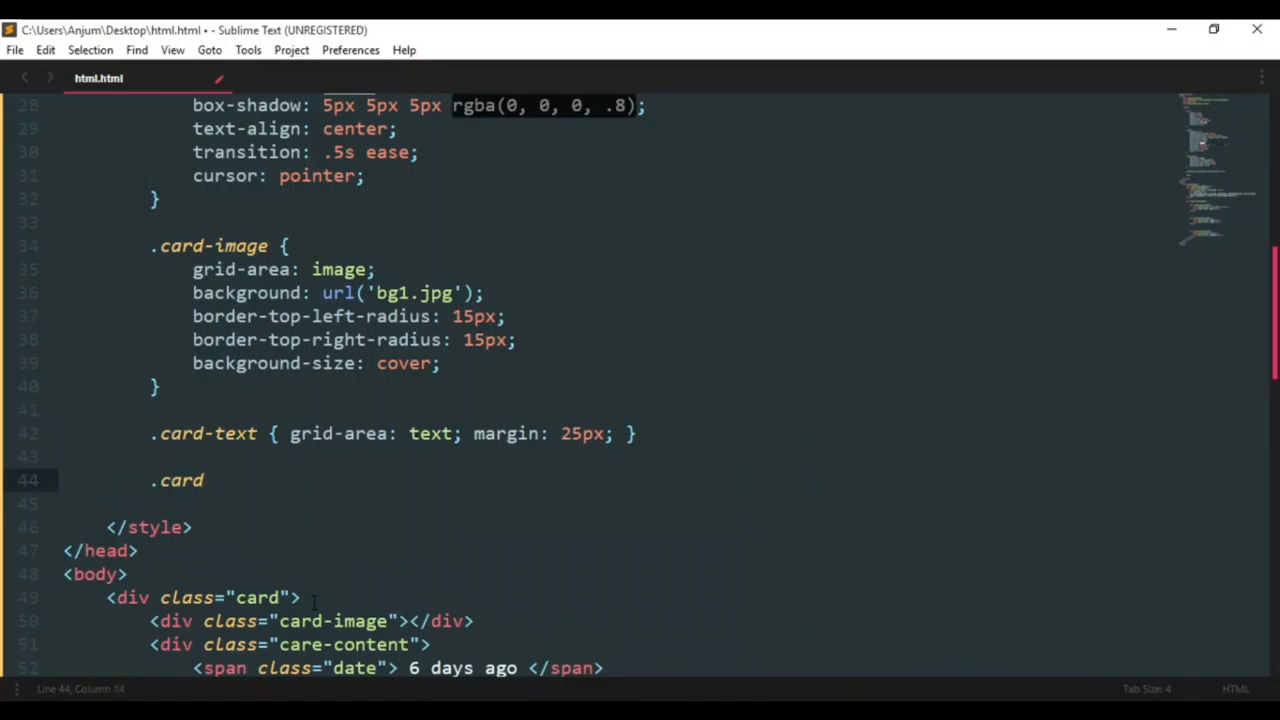 C:\Users\Anjum\Desktop\html.html • - Sublime Text (UNREGISTERED)
File Edit Selection Find View Goto Tools Project Preferences Help
html.html
28 box-shadow: 5px 5px 5px rgba(0, 0, 0, .8);
29 text-align: center;
30 transition: .5s ease;
31 cursor: pointer;
32 }
33
34 .card-image {
35 grid-area: image;
36 background: url('bg1.jpg');
37 border-top-left-radius: 15px;
38 border-top-right-radius: 15px;
39 background-size: cover;
40 }
41
42 .card-text { grid-area: text; margin: 25px; }
43
44 .card
45
46 </style>
47 </head>
48 <body>
49 <div class="card">
50 <div class="card-image"></div>
51 <div class="care-content">
52 <span class="date"> 6 days ago </span>
Line 44, Column 14
Tab Size: 4
HTML